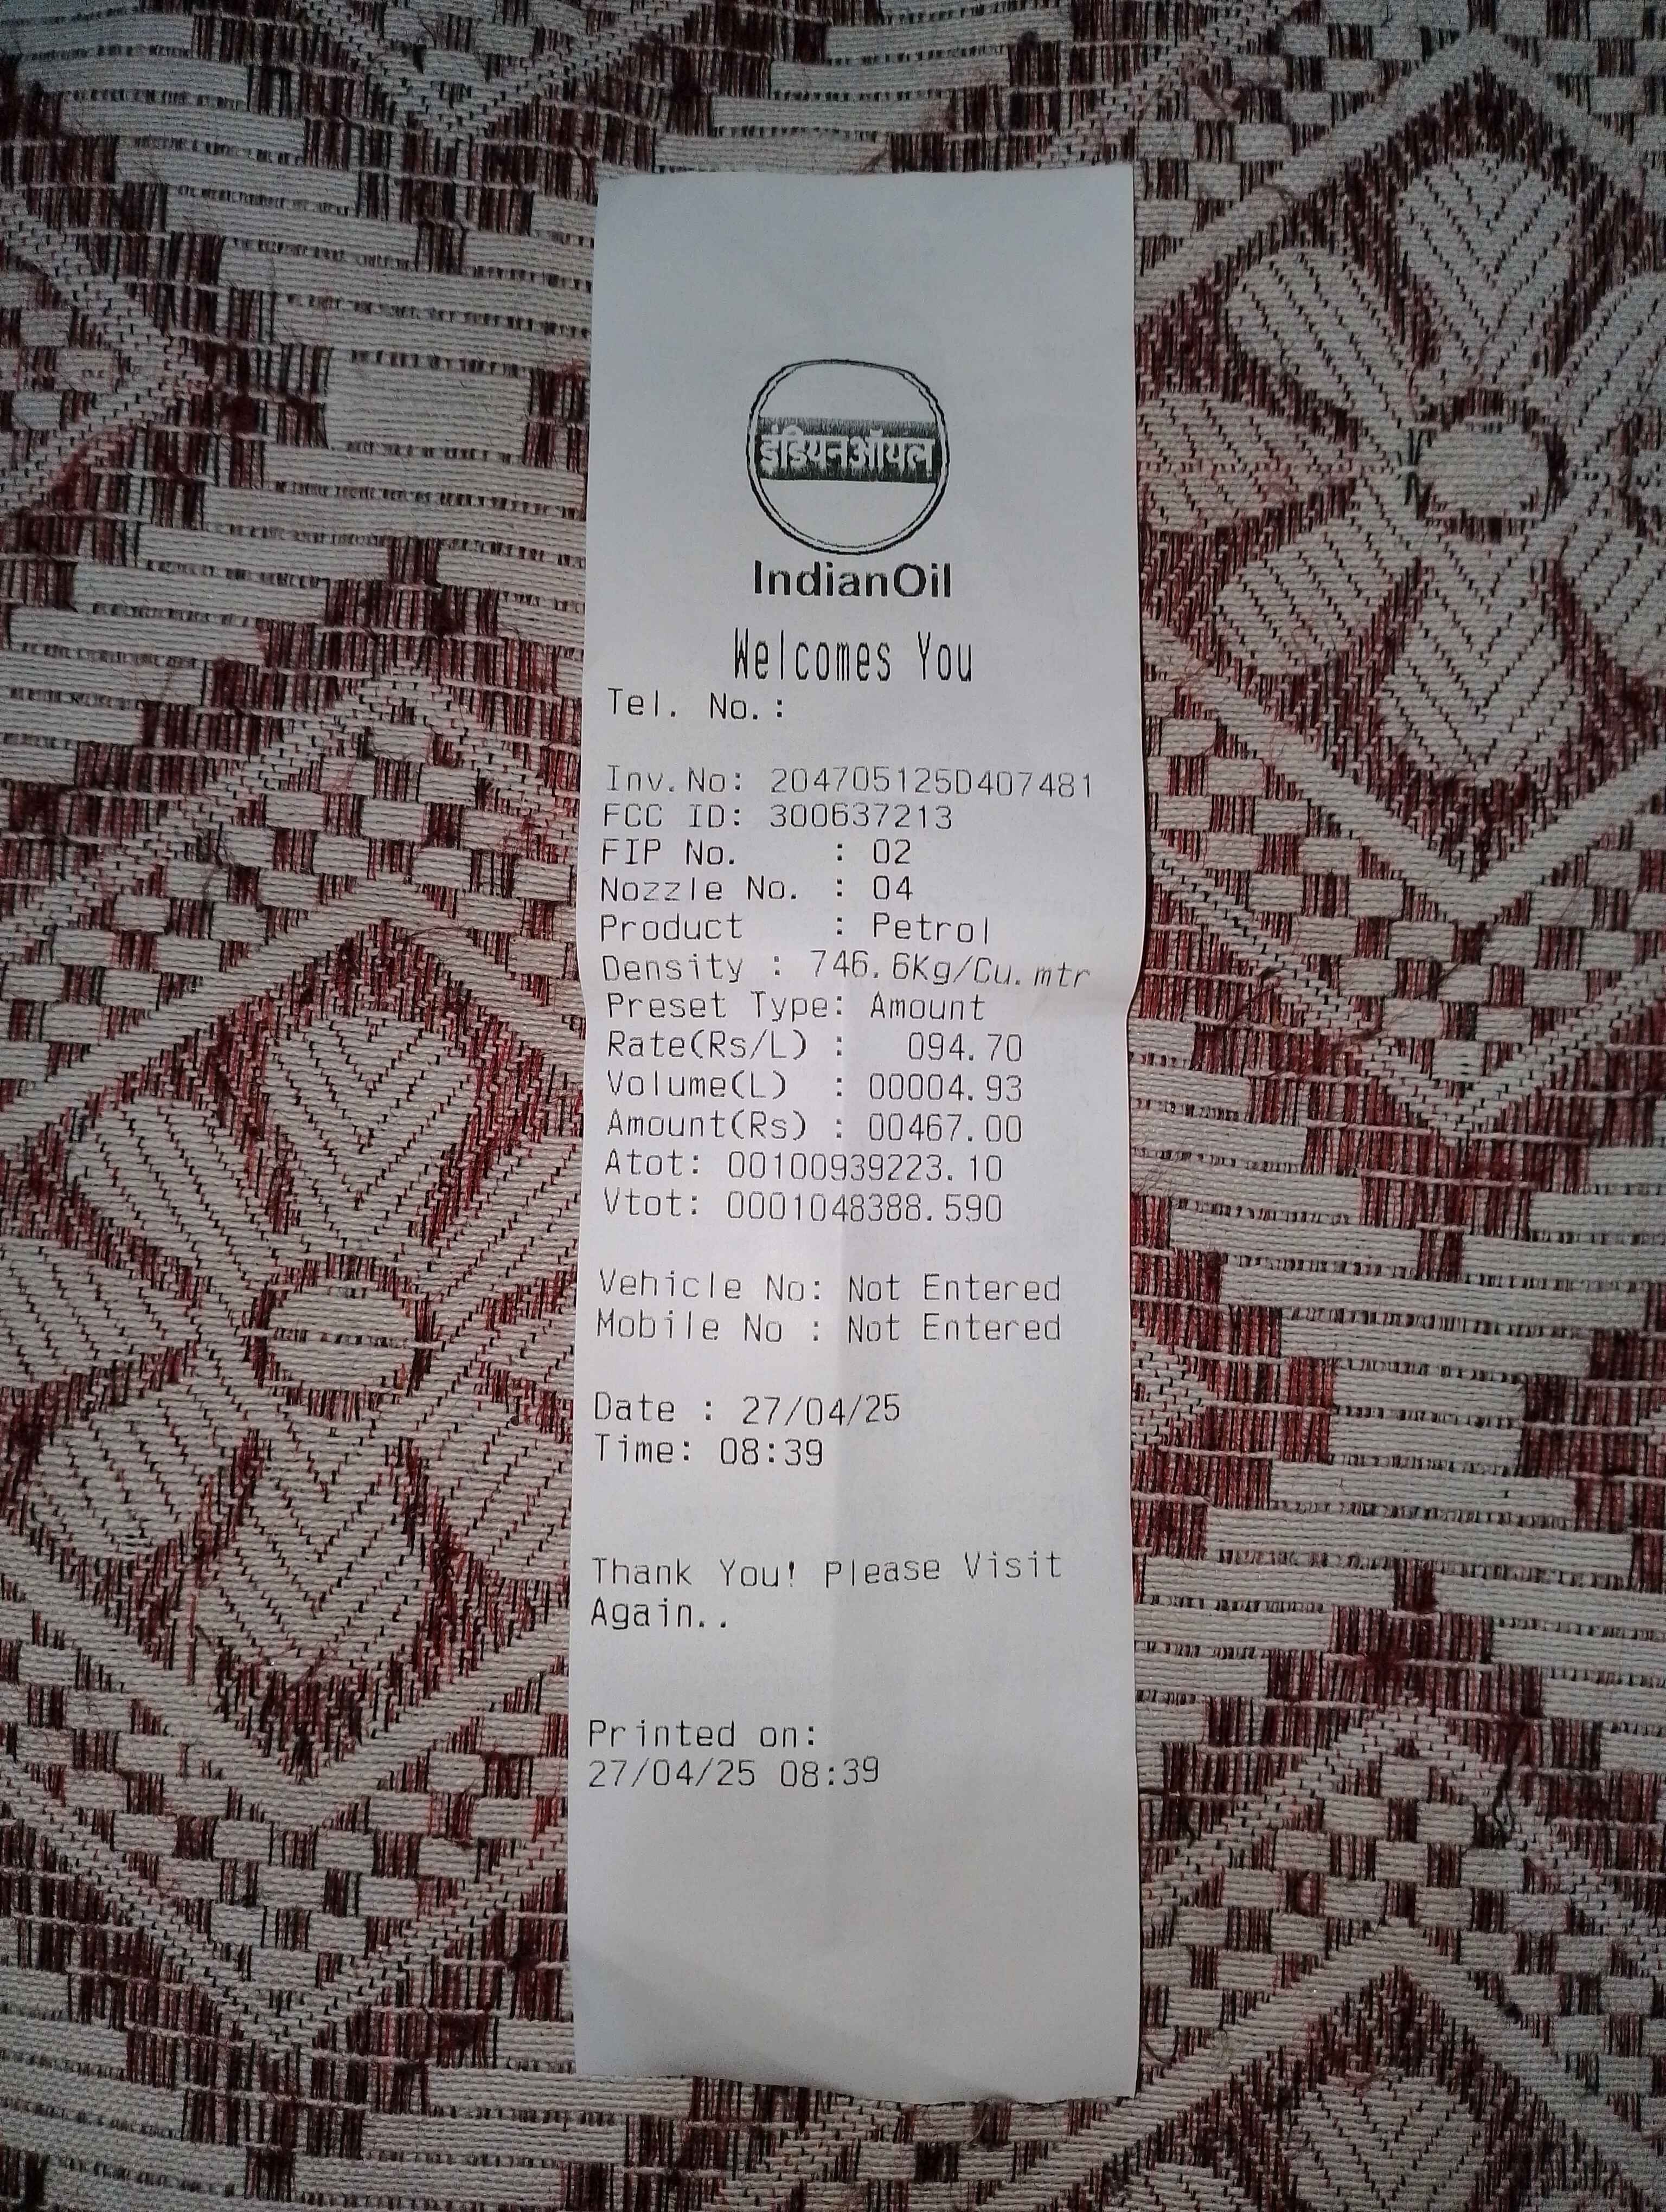 इंडियनऑयल
IndianOil
Welcomes You
Tel. No.:
Inv.No: 204705125D407481
FCC ID: 300637213
FIP No. : 02
Nozzle No. : 04
Product : Petrol
Density : 746.6Kg/Cu.mtr
Preset Type: Amount
Rate(Rs/L) : 094.70
Volume(L) : 00004.93
Amount(Rs) : 00467.00
Atot: 00100939223.10
Vtot: 0001048388.590
Vehicle No: Not Entered
Mobile No : Not Entered
Date : 27/04/25
Time: 08:39
Thank You! Please Visit
Again..
Printed on:
27/04/25 08:39